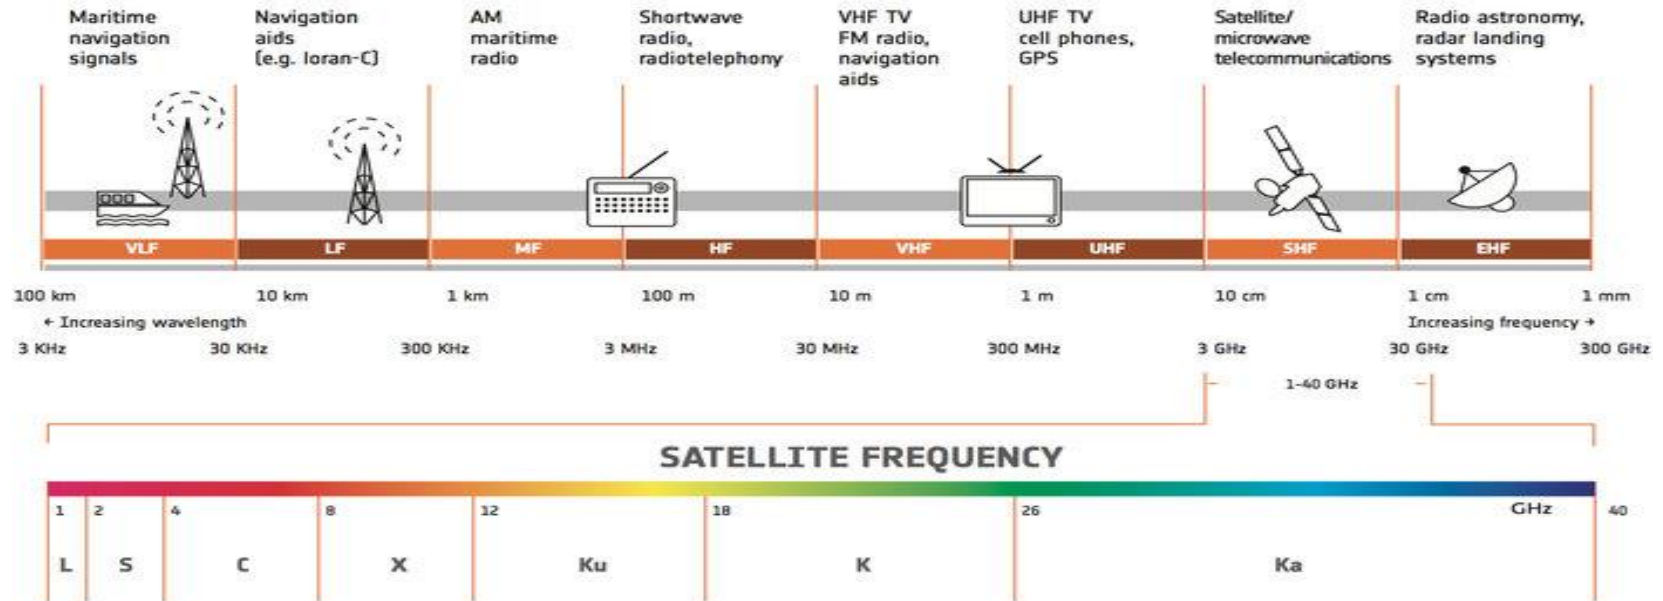 Maritime
navigation
signals
Navigation
aids
(e.g. loran-C)
AM
maritime
radio
Shortwave
radio,
radiotelephony
VHF TV
FM radio,
navigation
aids
UHF TV
cell phones,
GPS
Satellite/
microwave
telecommunications
Radio astronomy,
radar landing
systems
VLF LF MF HF VHF UHF SHF EHF
100 km 10 km 1 km 100 m 10 m 1 m 10 cm 1 cm 1 mm
← Increasing wavelength Increasing frequency →
3 KHz 30 KHz 300 KHz 3 MHz 30 MHz 300 MHz 3 GHz 30 GHz 300 GHz
1-40 GHz
SATELLITE FREQUENCY
1 2 4 8 12 18 26 GHz 40
L S C X Ku K Ka